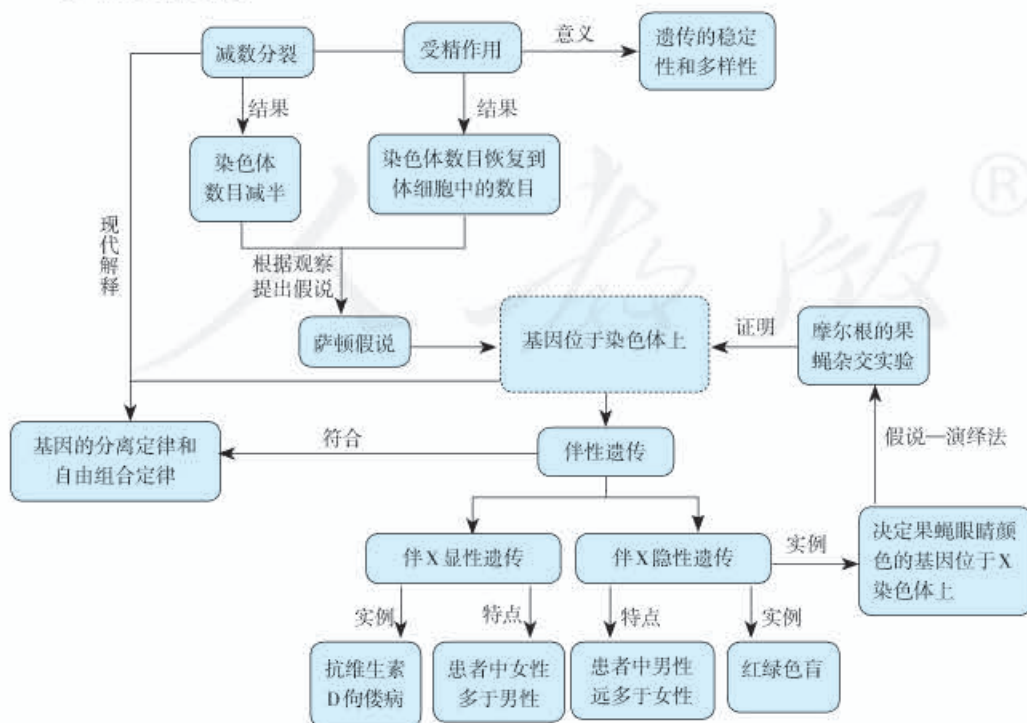 减数分裂
受精作用
意义
遗传的稳定
性和多样性
结果
结果
染色体
数目减半
染色体数目恢复到
体细胞中的数目
现代解释
根据观察
提出假说
萨顿假说
基因位于染色体上
证明
摩尔根的果
蝇杂交实验
基因的分离定律和
自由组合定律
符合
伴性遗传
假说—演绎法
伴X显性遗传
伴X隐性遗传
实例
决定果蝇眼睛颜
色的基因位于X
染色体上
实例
特点
特点
实例
抗维生素
D佝偻病
患者中女性
多于男性
患者中男性
远多于女性
红绿色盲
人教版®